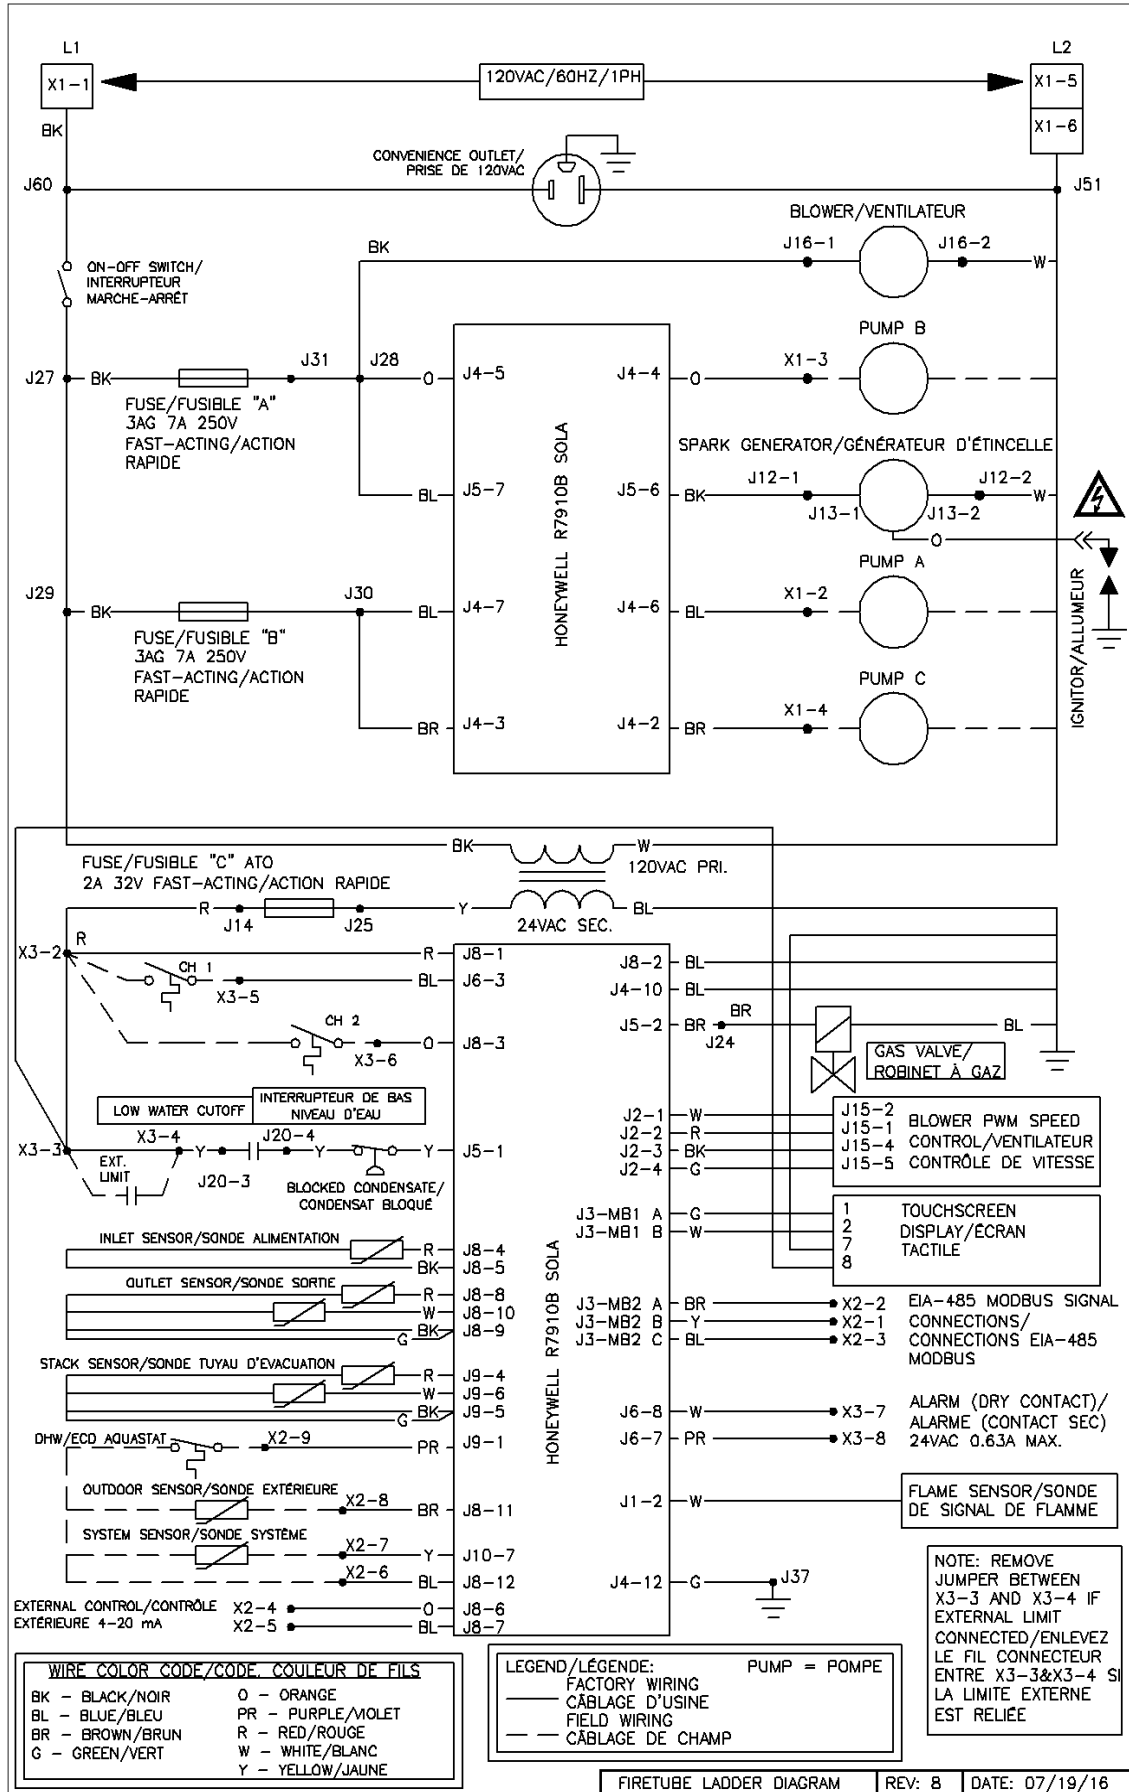 L1
L2
X1-1
120VAC/60HZ/1PH
X1-5
X1-6
BK
CONVENIENCE OUTLET/
PRISE DE 120VAC
J60
J51
BLOWER/VENTILATEUR
BK
J16-1
J16-2
W
ON-OFF SWITCH/
INTERRUPTEUR
MARCHE-ARRÊT
PUMP B
J27
BK
J31
J28
O
J4-5
J4-4
O
X1-3
FUSE/FUSIBLE "A"
3AG 7A 250V
FAST-ACTING/ACTION
RAPIDE
HONEYWELL R7910B SOLA
SPARK GENERATOR/GÉNÉRATEUR D'ÉTINCELLE
BL
J5-7
J5-6
BK
J12-1
J12-2
W
J13-1
J13-2
O
IGNITOR/ALLUMEUR
PUMP A
J29
BK
J30
BL
J4-7
J4-6
BL
X1-2
FUSE/FUSIBLE "B"
3AG 7A 250V
FAST-ACTING/ACTION
RAPIDE
PUMP C
BR
J4-3
J4-2
BR
X1-4
BK
W
120VAC PRI.
FUSE/FUSIBLE "C" ATO
2A 32V FAST-ACTING/ACTION RAPIDE
R
J14
J25
Y
24VAC SEC.
BL
X3-2
R
R
J8-1
J8-2
BL
CH 1
X3-5
BL
J6-3
J4-10
BL
CH 2
X3-6
O
J8-3
J5-2
BR
BR
J24
BL
GAS VALVE/
ROBINET À GAZ
LOW WATER CUTOFF
INTERRUPTEUR DE BAS
NIVEAU D'EAU
X3-3
X3-4
Y
J20-3
J20-4
Y
Y
J5-1
EXT.
LIMIT
BLOCKED CONDENSATE/
CONDENSAT BLOQUÉ
J2-1
W
J15-2
J2-2
R
J15-1
J2-3
BK
J15-4
J2-4
G
J15-5
BLOWER PWM SPEED
CONTROL/VENTILATEUR
CONTRÔLE DE VITESSE
J3-MB1 A
G
1
J3-MB1 B
W
2
7
8
TOUCHSCREEN
DISPLAY/ÉCRAN
TACTILE
HONEYWELL R7910B SOLA
INLET SENSOR/SONDE ALIMENTATION
R
J8-4
BK
J8-5
OUTLET SENSOR/SONDE SORTIE
R
J8-8
W
J8-10
BK
J8-9
G
J3-MB2 A
BR
X2-2
J3-MB2 B
Y
X2-1
J3-MB2 C
BL
X2-3
EIA-485 MODBUS SIGNAL
CONNECTIONS/
CONNECTIONS EIA-485
MODBUS
STACK SENSOR/SONDE TUYAU D'EVACUATION
R
J9-4
W
J9-6
BK
J9-5
G
J6-8
W
X3-7
J6-7
PR
X3-8
ALARM (DRY CONTACT)/
ALARME (CONTACT SEC)
24VAC 0.63A MAX.
DHW/ECO AQUASTAT
X2-9
PR
J9-1
OUTDOOR SENSOR/SONDE EXTÉRIEURE
X2-8
BR
J8-11
J1-2
W
FLAME SENSOR/SONDE
DE SIGNAL DE FLAMME
SYSTEM SENSOR/SONDE SYSTÈME
X2-7
Y
J10-7
X2-6
BL
J8-12
J4-12
G
J37
EXTERNAL CONTROL/CONTRÔLE
EXTÉRIEURE 4-20 mA
X2-4
O
J8-6
X2-5
BL
J8-7
NOTE: REMOVE
JUMPER BETWEEN
X3-3 AND X3-4 IF
EXTERNAL LIMIT
CONNECTED/ENLEVEZ
LE FIL CONNECTEUR
ENTRE X3-3&X3-4 SI
LA LIMITE EXTERNE
EST RELIÉE
WIRE COLOR CODE/CODE. COULEUR DE FILS
BK - BLACK/NOIR
BL - BLUE/BLEU
BR - BROWN/BRUN
G - GREEN/VERT
O - ORANGE
PR - PURPLE/VIOLET
R - RED/ROUGE
W - WHITE/BLANC
Y - YELLOW/JAUNE
LEGEND/LÉGENDE:
PUMP = POMPE
FACTORY WIRING
CÂBLAGE D'USINE
FIELD WIRING
CÂBLAGE DE CHAMP
FIRETUBE LADDER DIAGRAM
REV: 8
DATE: 07/19/16